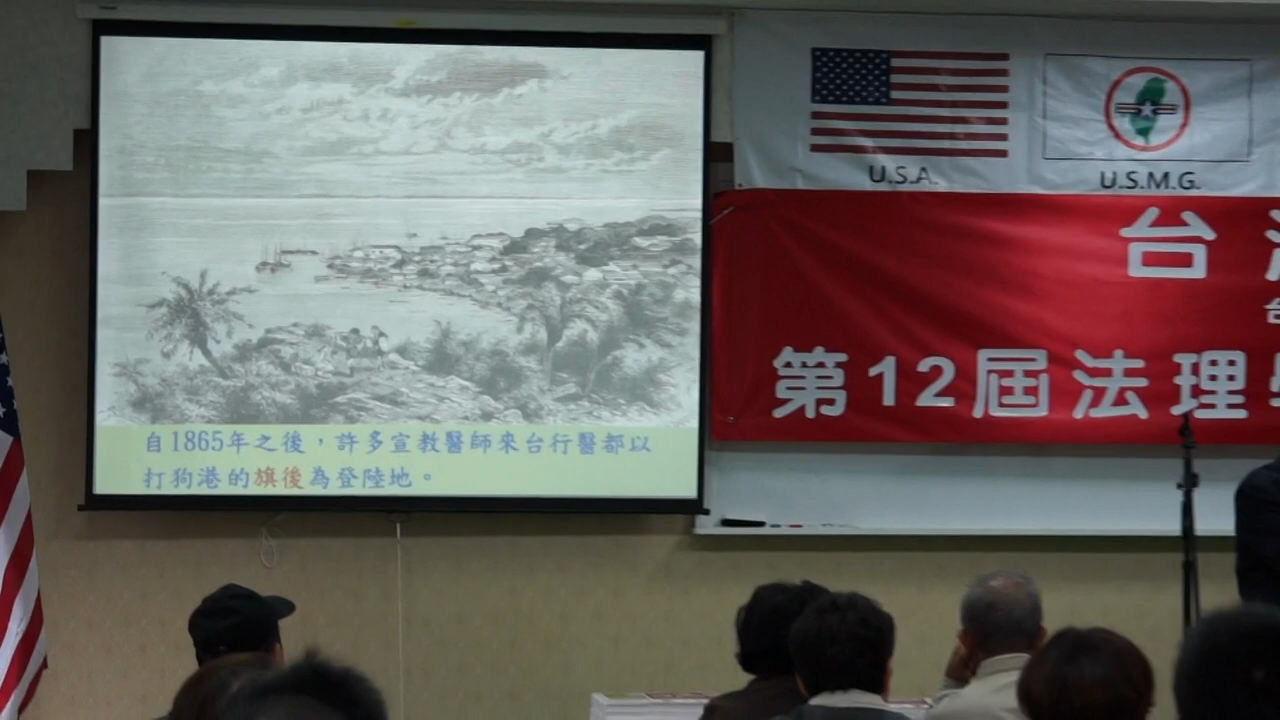 自1865年之後，許多宣教醫師來台行醫都以
打狗港的旗後為登陸地。
U.S.A.
U.S.M.G.
台
第12屆法理